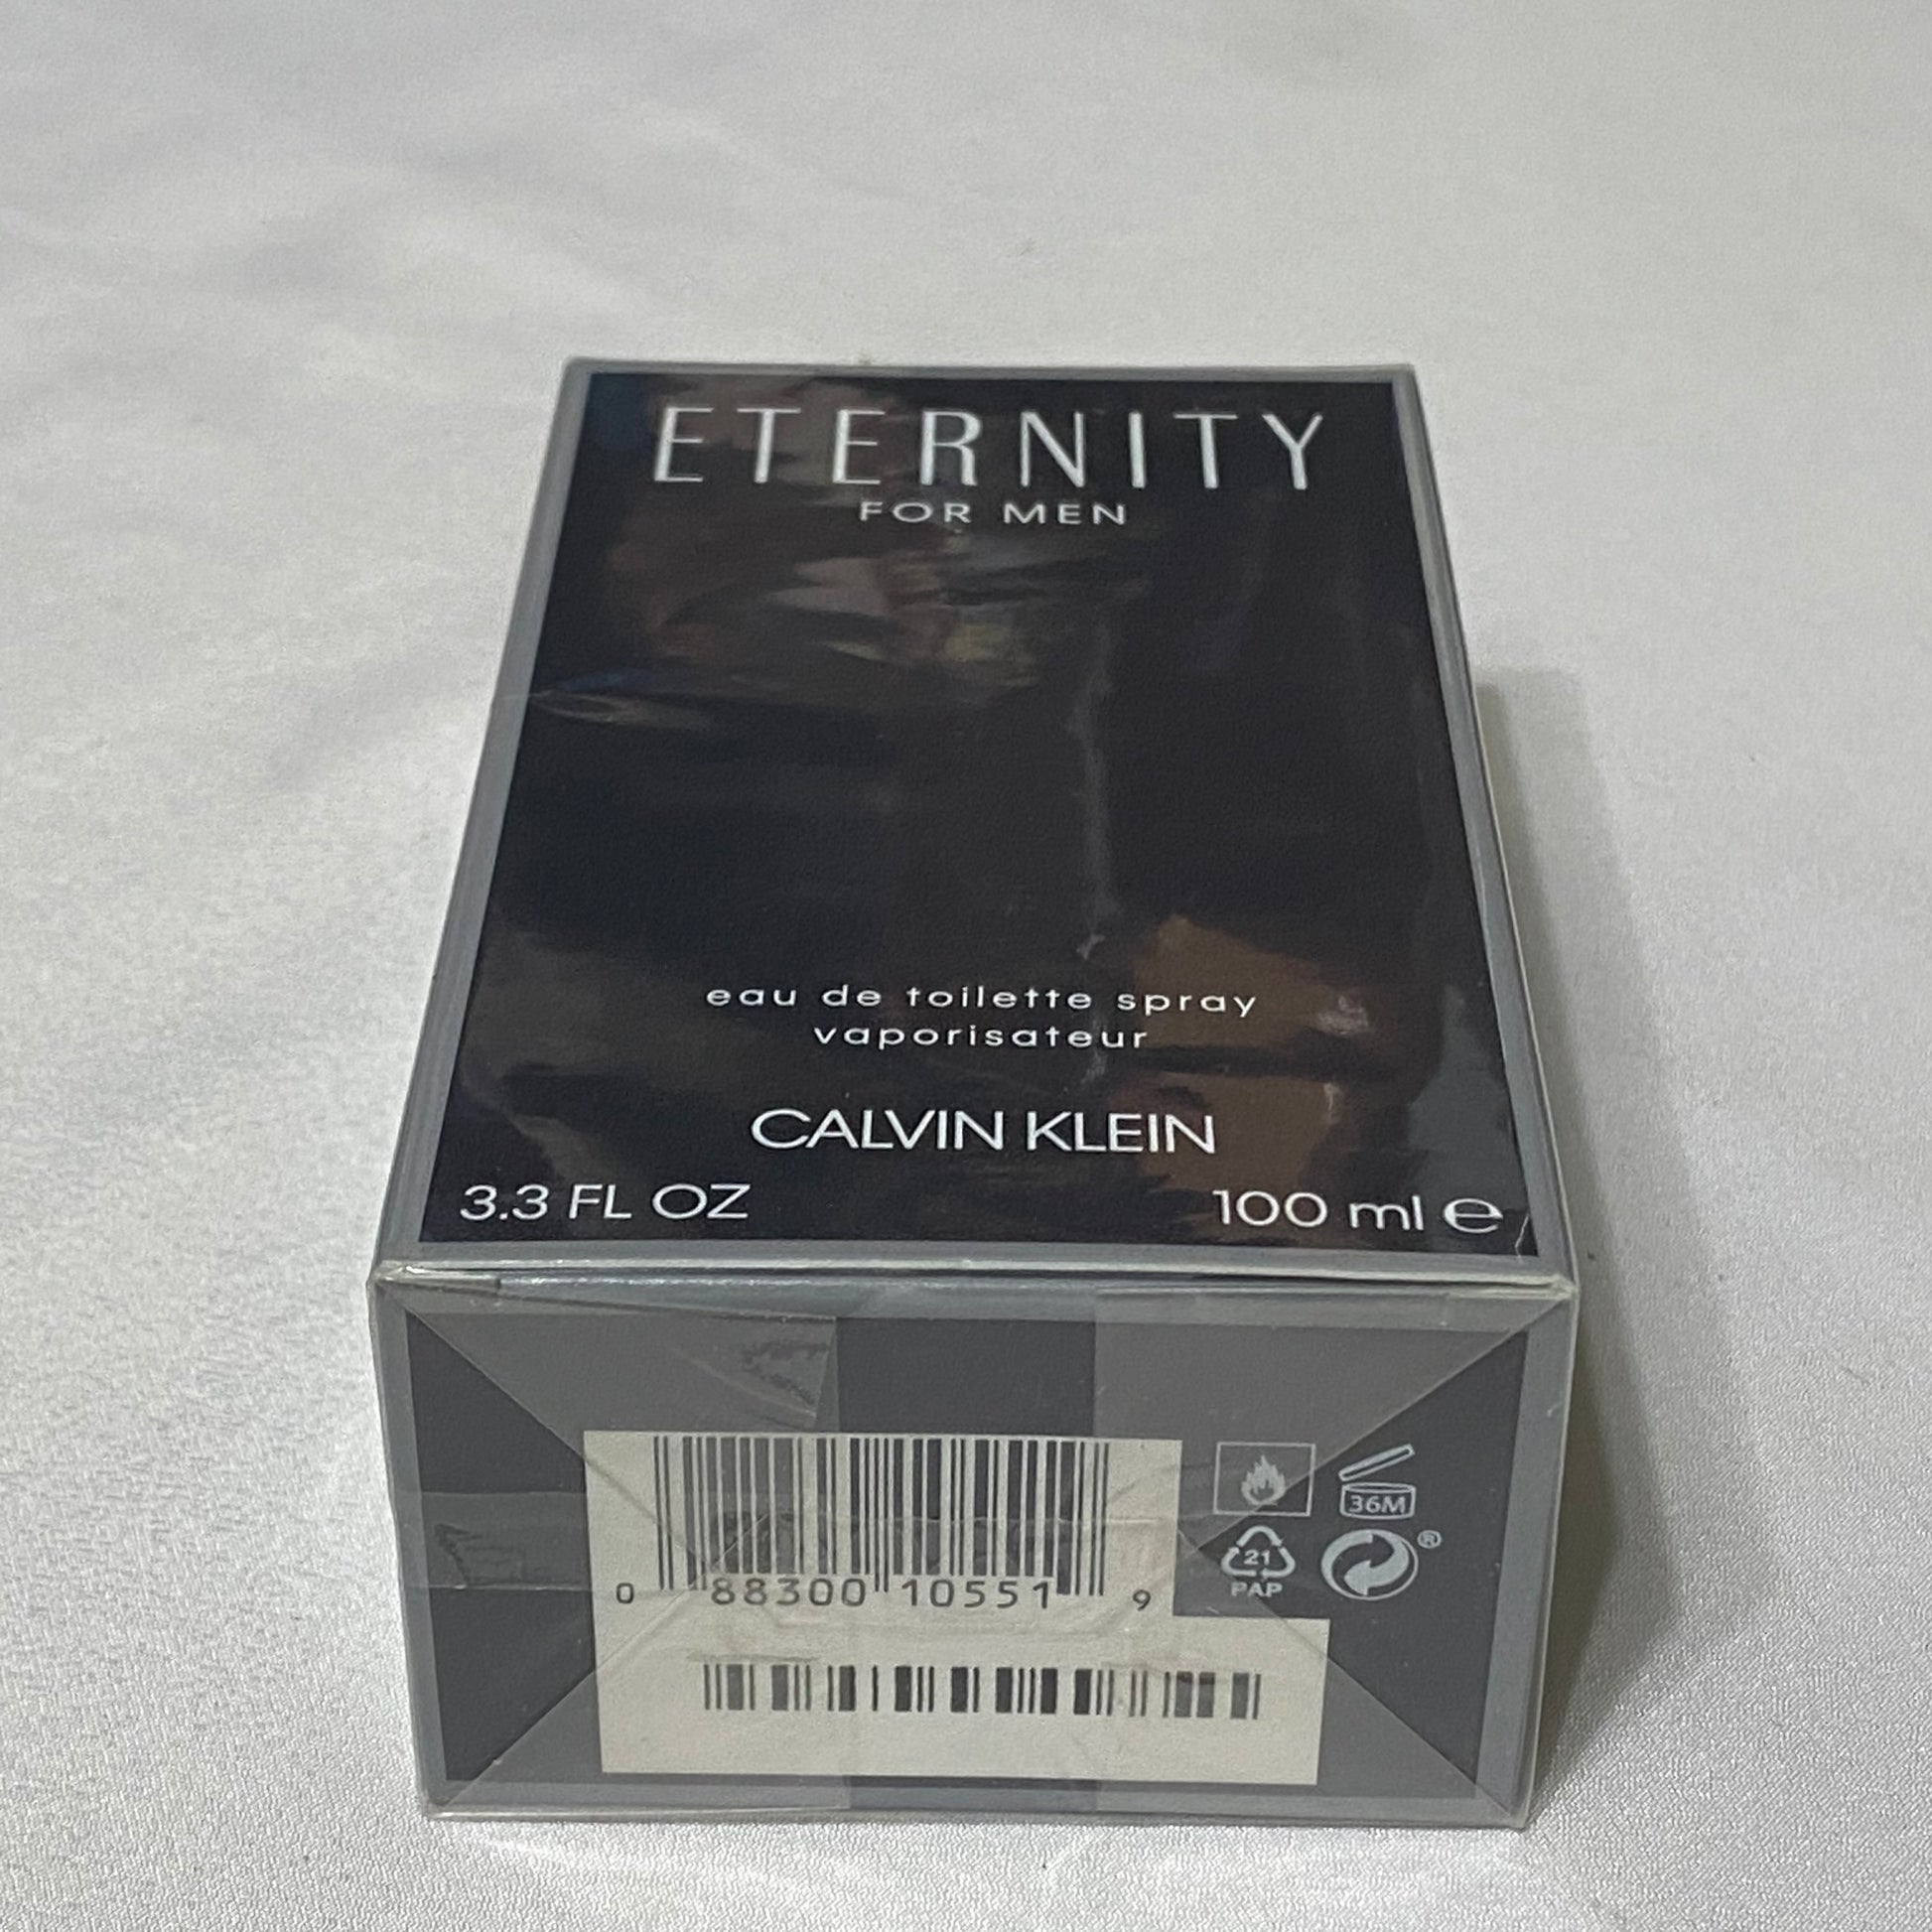 ETERNITY
FOR MEN
eau de toilette spray
vaporisateur
CALVIN KLEIN
3.3 FL OZ 100 ml e
36M
21
PAP
®
0 88300 10551 9